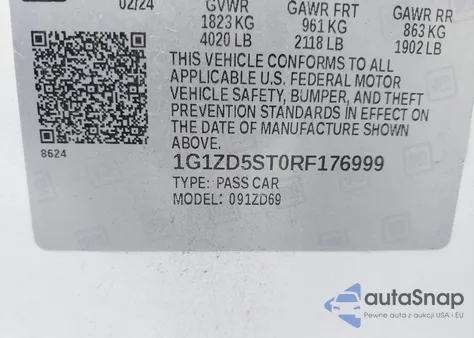 02/24 GVWR GAWR FRT GAWR RR
1823 KG 961 KG 863 KG
4020 LB 2118 LB 1902 LB
THIS VEHICLE CONFORMS TO ALL
APPLICABLE U.S. FEDERAL MOTOR
VEHICLE SAFETY, BUMPER, AND THEFT
PREVENTION STANDARDS IN EFFECT ON
THE DATE OF MANUFACTURE SHOWN
ABOVE.
8624
1G1ZD5ST0RF176999
TYPE: PASS CAR
MODEL: 091ZD69
autoSnap
Pewne auta z aukcji USA i EU